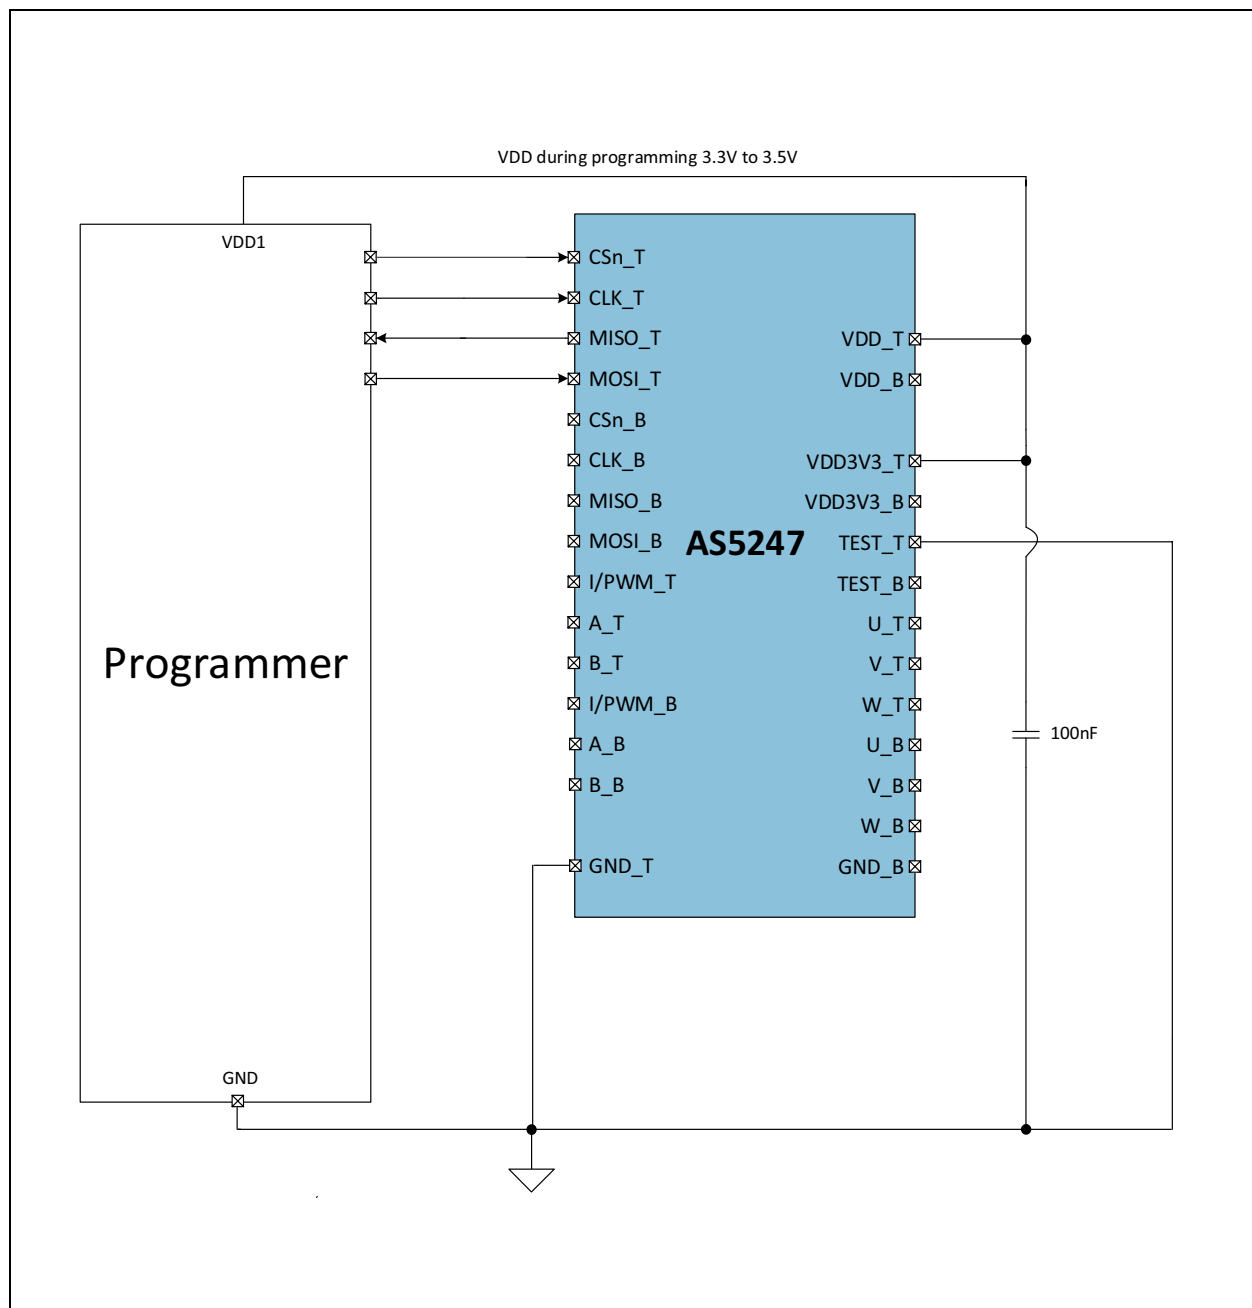 VDD during programming 3.3V to 3.5V
VDD1
Programmer
GND
CSn_T
CLK_T
MISO_T
MOSI_T
CSn_B
CLK_B
MISO_B
MOSI_B
I/PWM_T
A_T
B_T
I/PWM_B
A_B
B_B
GND_T
AS5247
VDD_T
VDD_B
VDD3V3_T
VDD3V3_B
TEST_T
TEST_B
U_T
V_T
W_T
U_B
V_B
W_B
GND_B
100nF